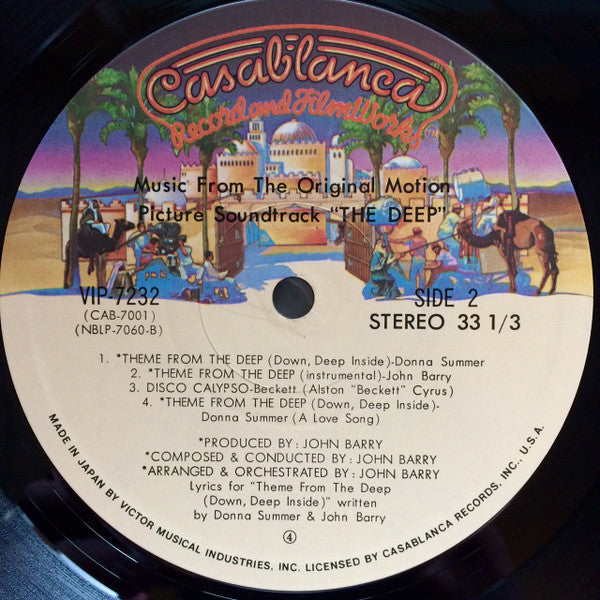 Casablanca
Record and FilmWorks
Music From The Original Motion
Picture Soundtrack "THE DEEP"
VIP-7232
(CAB-7001)
(NBLP-7060-B)
SIDE 2
STEREO 33 1/3
1. *THEME FROM THE DEEP (Down, Deep Inside)-Donna Summer
2. *THEME FROM THE DEEP (instrumental)-John Barry
3. DISCO CALYPSO-Beckett (Alston "Beckett" Cyrus)
4. *THEME FROM THE DEEP (Down, Deep Inside)-
Donna Summer (A Love Song)
*PRODUCED BY: JOHN BARRY
*COMPOSED & CONDUCTED BY: JOHN BARRY
*ARRANGED & ORCHESTRATED BY: JOHN BARRY
Lyrics for "Theme From The Deep
(Down, Deep Inside)" written
by Donna Summer & John Barry
④
MADE IN JAPAN BY VICTOR MUSICAL INDUSTRIES, INC. LICENSED BY CASABLANCA RECORDS, INC., U.S.A.